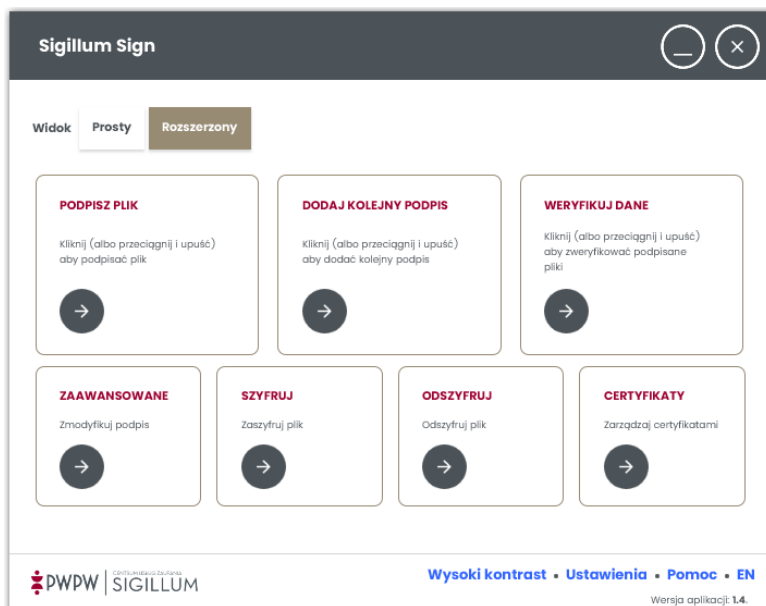 Sigillum Sign
Widok Prosty Rozszerzony
PODPISZ PLIK
Kliknij (albo przeciągnij i upuść)
aby podpisać plik
DODAJ KOLEJNY PODPIS
Kliknij (albo przeciągnij i upuść)
aby dodać kolejny podpis
WERYFIKUJ DANE
Kliknij (albo przeciągnij i upuść)
aby zweryfikować podpisane
pliki
ZAAWANSOWANE
Zmodyfikuj podpis
SZYFRUJ
Zaszyfruj plik
ODSZYFRUJ
Odszyfruj plik
CERTYFIKATY
Zarządzaj certyfikatami
PWPW
CENTRUM USŁUG ZAUFANIA
SIGILLUM
Wysoki kontrast • Ustawienia • Pomoc • EN
Wersja aplikacji: 1.4.